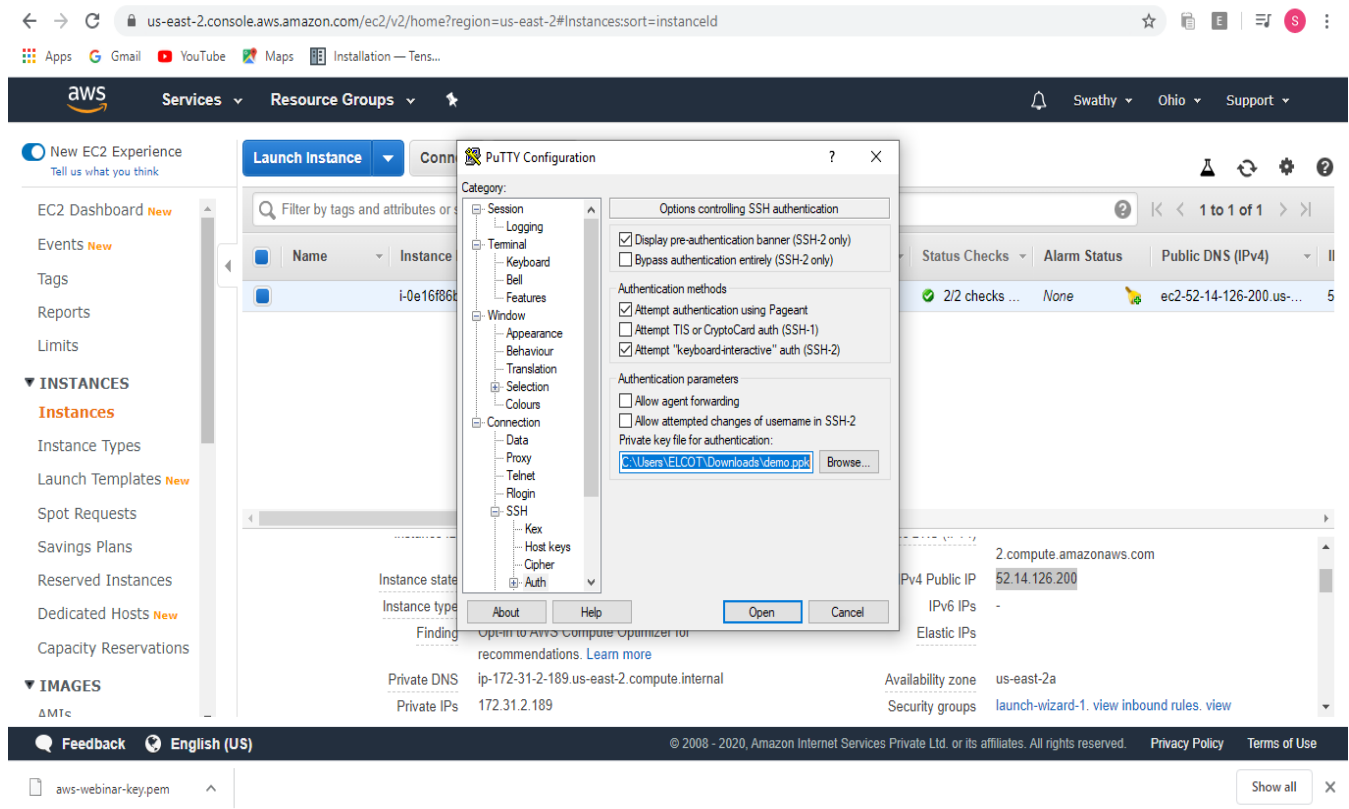 us-east-2.console.aws.amazon.com/ec2/v2/home?region=us-east-2#Instances:sort=instanceId
E
S
Apps Gmail YouTube Maps Installation — Tens...
aws Services Resource Groups Swathy Ohio Support
New EC2 Experience
Tell us what you think
EC2 Dashboard New
Events New
Tags
Reports
Limits
INSTANCES
Instances
Instance Types
Launch Templates New
Spot Requests
Savings Plans
Reserved Instances
Dedicated Hosts New
Capacity Reservations
IMAGES
AMIs
Launch Instance
Conn
Filter by tags and attributes or s
1 to 1 of 1
Name Instance Status Checks Alarm Status Public DNS (IPv4)
i-0e16f86b 2/2 checks ... None ec2-52-14-126-200.us-... 5
PuTTY Configuration ? X
Category:
Session
Logging
Terminal
Keyboard
Bell
Features
Window
Appearance
Behaviour
Translation
Selection
Colours
Connection
Data
Proxy
Telnet
Rlogin
SSH
Kex
Host keys
Cipher
Auth
Options controlling SSH authentication
Display pre-authentication banner (SSH-2 only)
Bypass authentication entirely (SSH-2 only)
Authentication methods
Attempt authentication using Pageant
Attempt TIS or CryptoCard auth (SSH-1)
Attempt "keyboard-interactive" auth (SSH-2)
Authentication parameters
Allow agent forwarding
Allow attempted changes of username in SSH-2
Private key file for authentication:
C:\Users\ELCOT\Downloads\demo.ppk Browse...
About Help Open Cancel
2.compute.amazonaws.com
Instance state
IPv4 Public IP 52.14.126.200
Instance type
IPv6 IPs -
Finding Opt-in to AWS Compute Optimizer for
recommendations. Learn more
Elastic IPs
Private DNS ip-172-31-2-189.us-east-2.compute.internal
Availability zone us-east-2a
Private IPs 172.31.2.189
Security groups launch-wizard-1. view inbound rules. view
Feedback English (US) © 2008 - 2020, Amazon Internet Services Private Ltd. or its affiliates. All rights reserved. Privacy Policy Terms of Use
aws-webinar-key.pem Show all